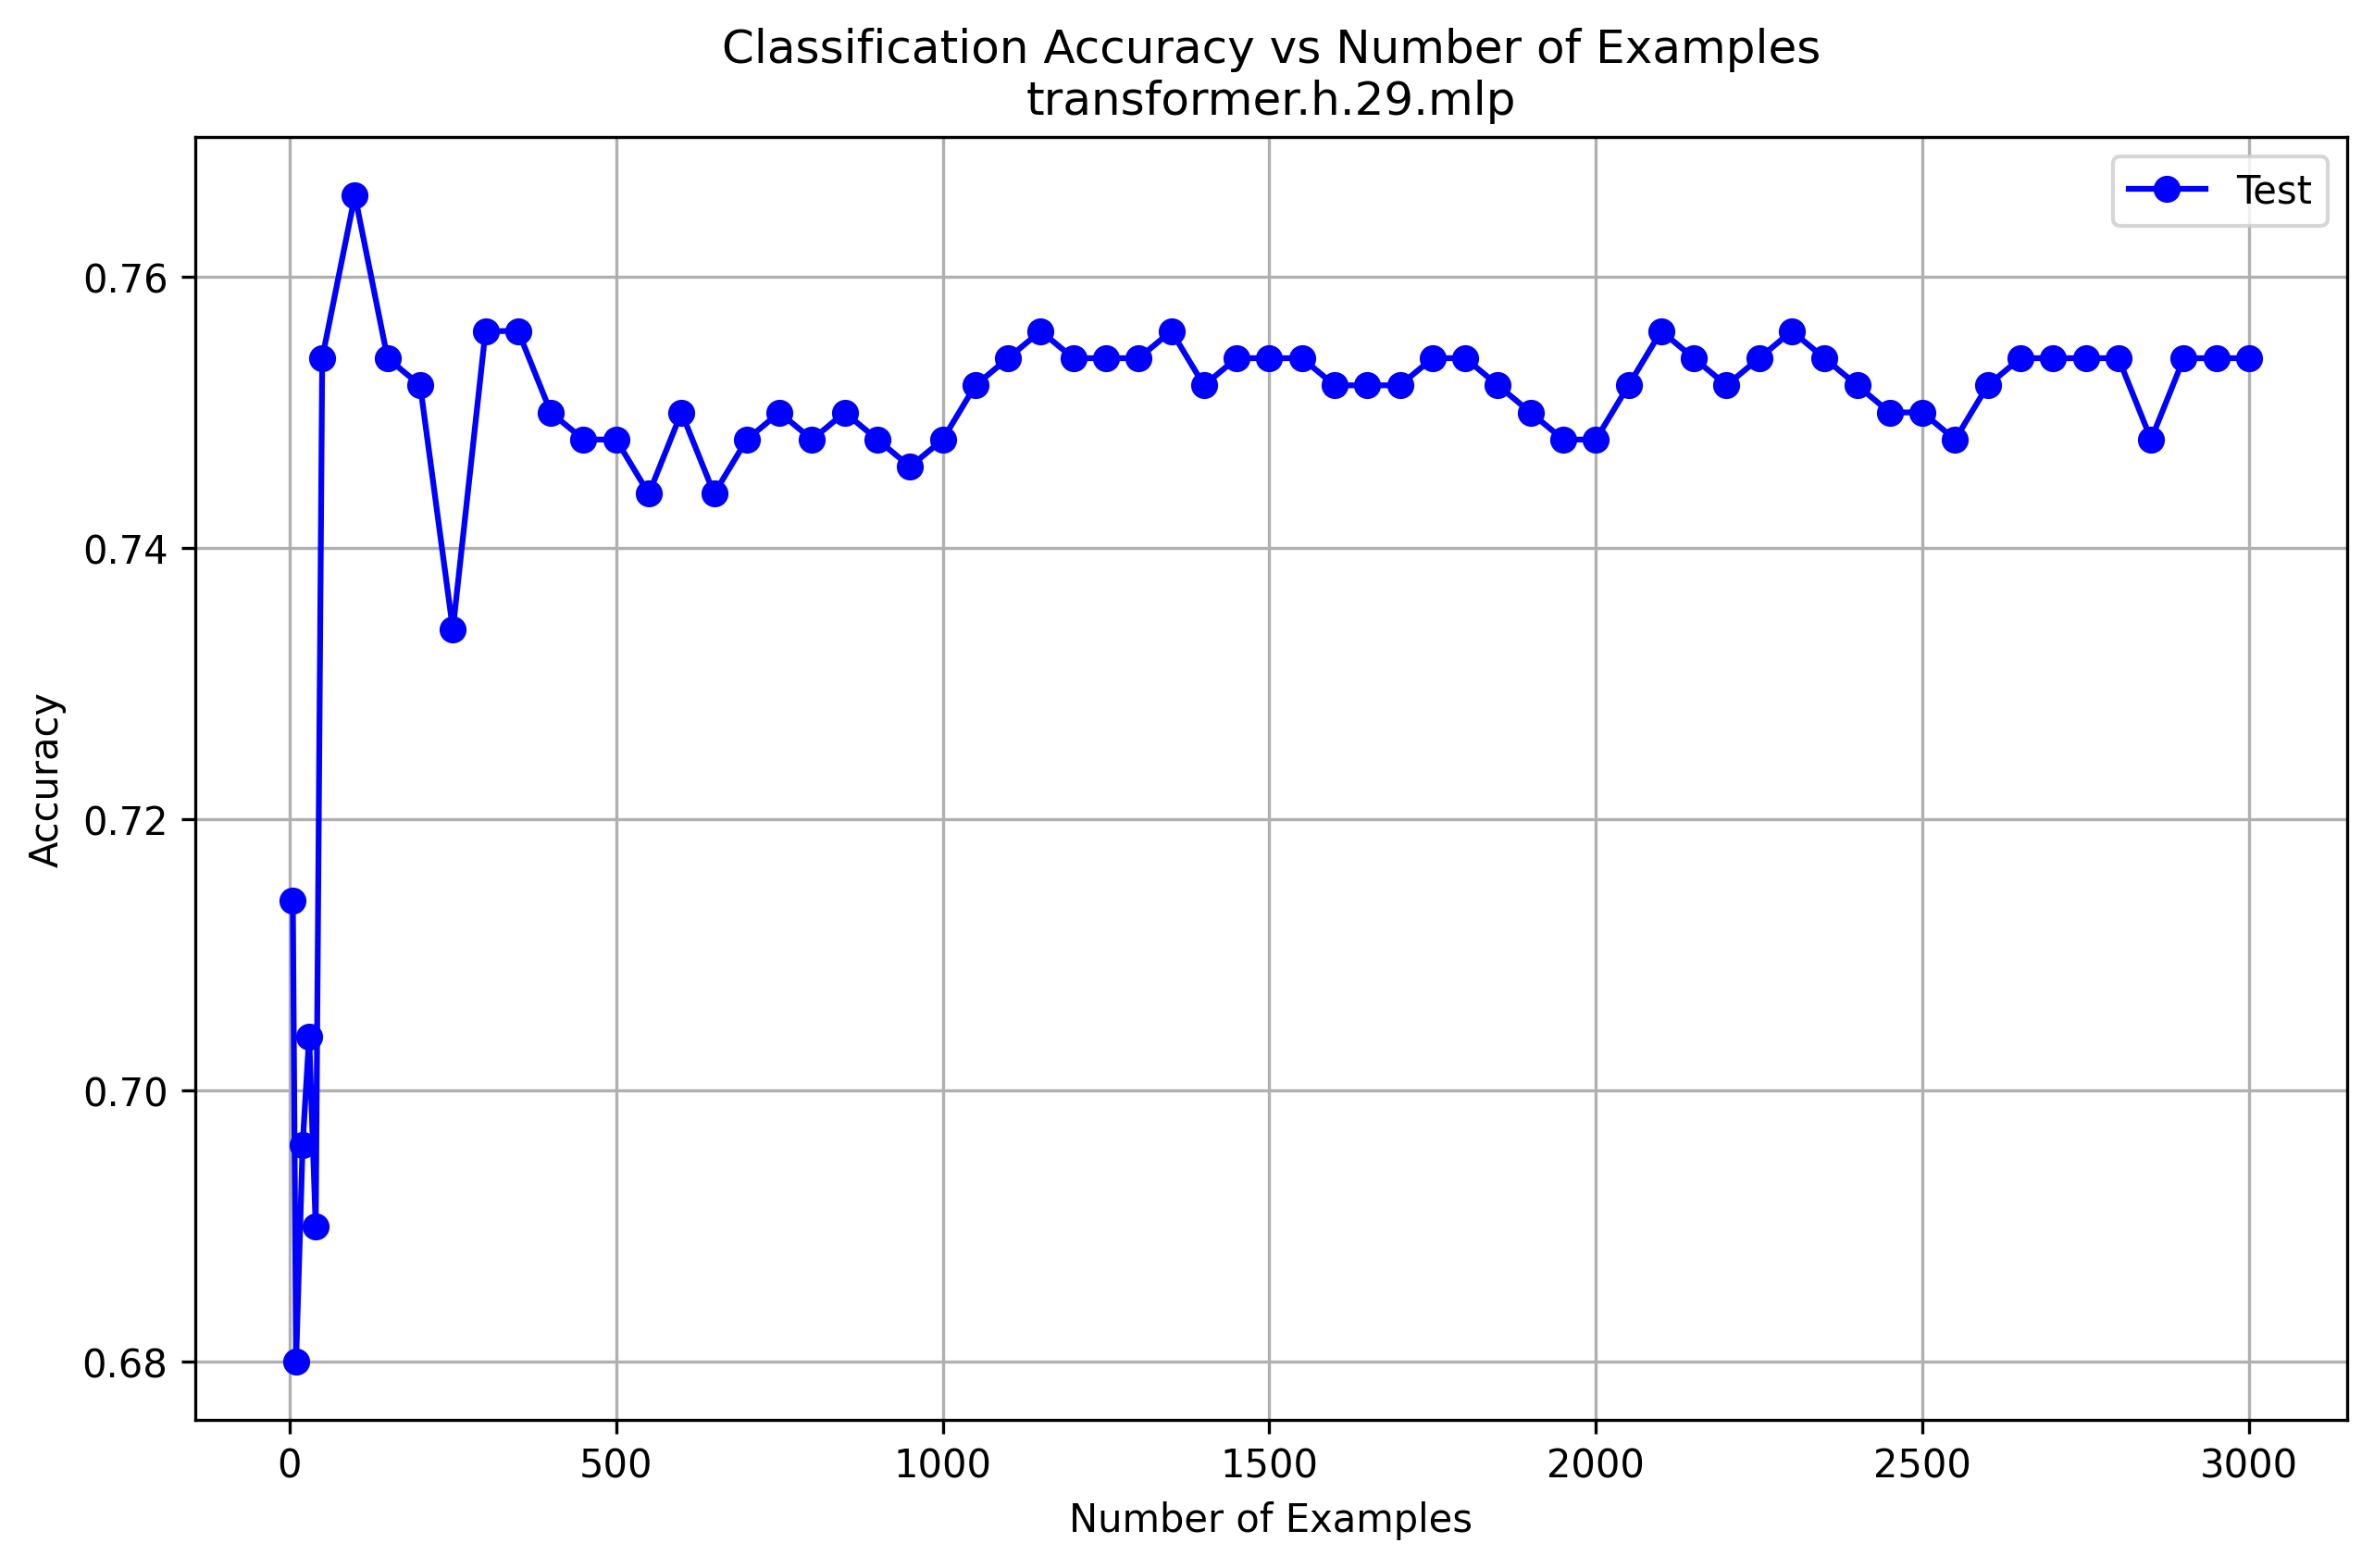 Classification Accuracy vs Number of Examples
transformer.h.29.mlp
Test
0.76
0.74
0.72
0.70
0.68
Accuracy
0 500 1000 1500 2000 2500 3000
Number of Examples